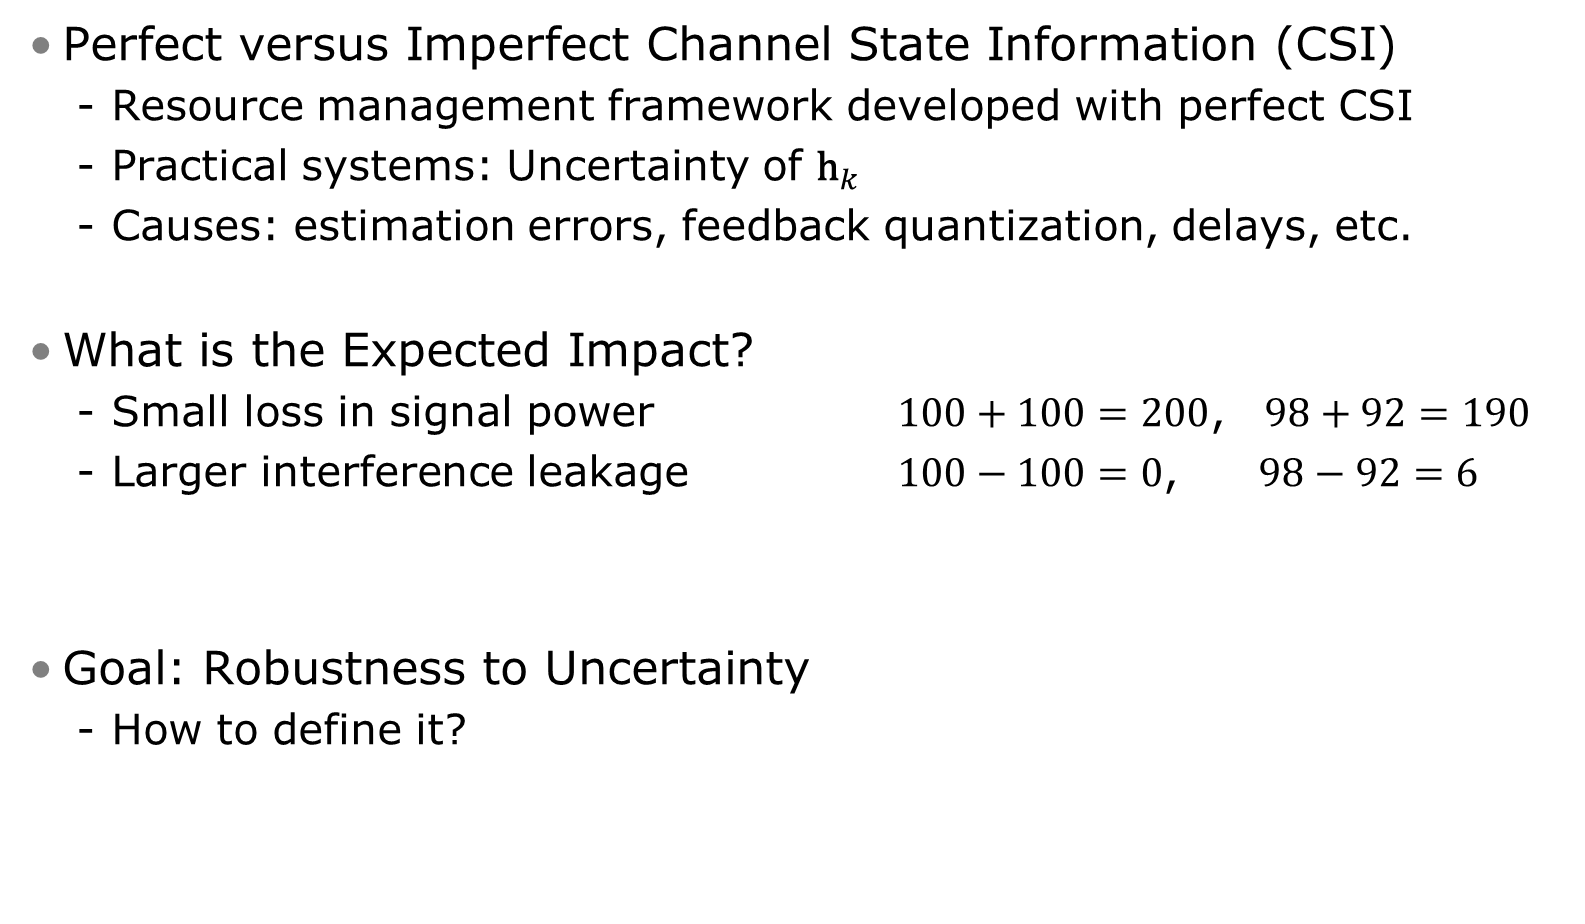 • Perfect versus Imperfect Channel State Information (CSI)
- Resource management framework developed with perfect CSI
- Practical systems: Uncertainty of h_k
- Causes: estimation errors, feedback quantization, delays, etc.
• What is the Expected Impact?
- Small loss in signal power 100 + 100 = 200, 98 + 92 = 190
- Larger interference leakage 100 − 100 = 0, 98 − 92 = 6
• Goal: Robustness to Uncertainty
- How to define it?